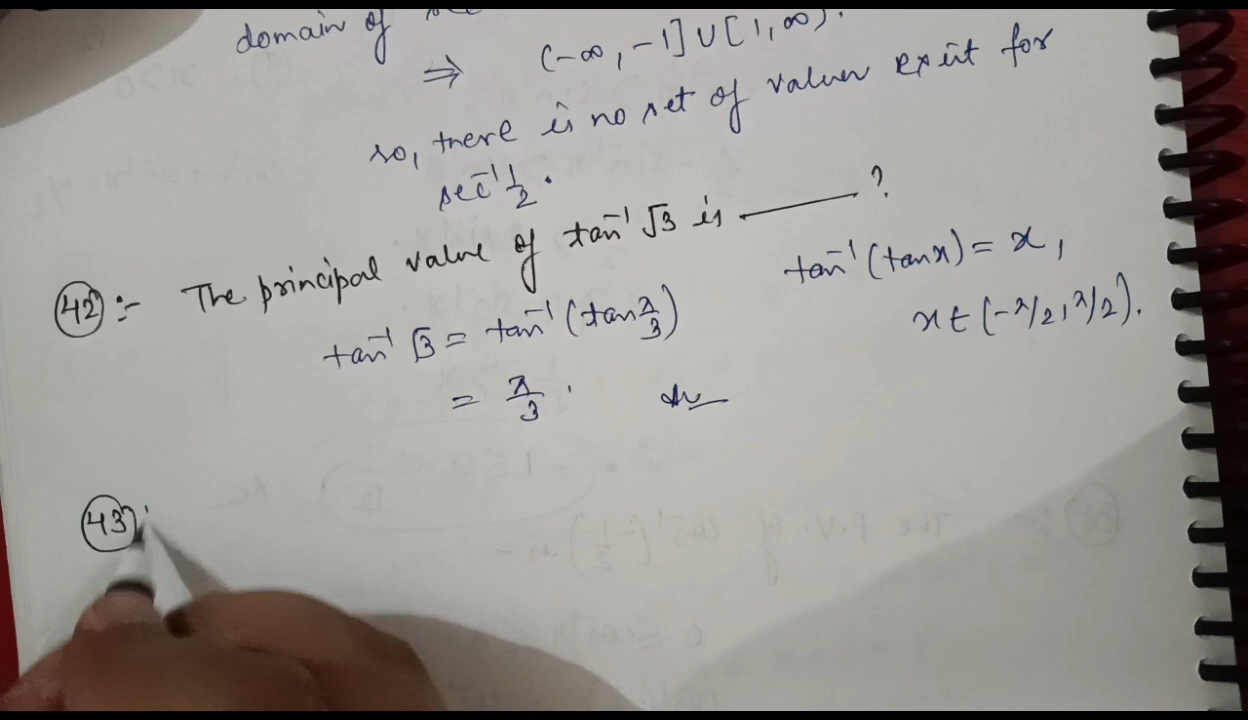 domain of sec
⇒ (-∞, -1] ∪ [1, ∞).
so, there is no set of values exist for
sec⁻¹ 1/2.
(42) :- The principal value of tan⁻¹ √3 is ———— ?
tan⁻¹ √3 = tan⁻¹ (tan π/3)
= π/3 . Ans
tan⁻¹ (tan x) = x,
x ∈ (-π/2, π/2).
(43) :